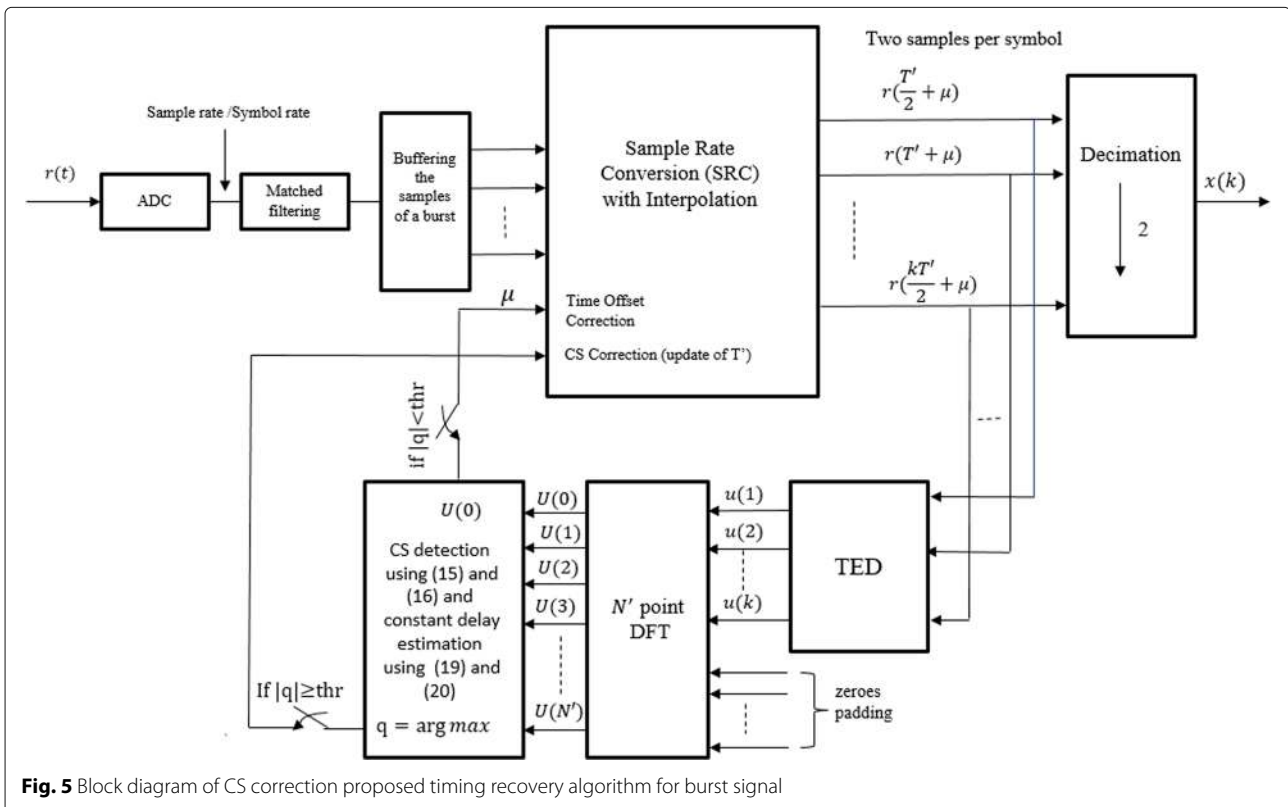 Two samples per symbol
Sample rate /Symbol rate
r(t)
ADC
Matched
filtering
Buffering
the
samples
of a burst
Sample Rate
Conversion (SRC)
with Interpolation
μ
Time Offset
Correction
CS Correction (update of T')
r(T'/2 + μ)
r(T' + μ)
r(kT'/2 + μ)
Decimation
2
x(k)
if |q|<thr
If |q|≥thr
U(0)
CS detection
using (15) and
(16) and
constant delay
estimation
using (19) and
(20)
q = arg max
U(0)
U(1)
U(2)
U(3)
U(N')
N' point
DFT
u(1)
u(2)
u(k)
TED
zeroes
padding
Fig. 5 Block diagram of CS correction proposed timing recovery algorithm for burst signal